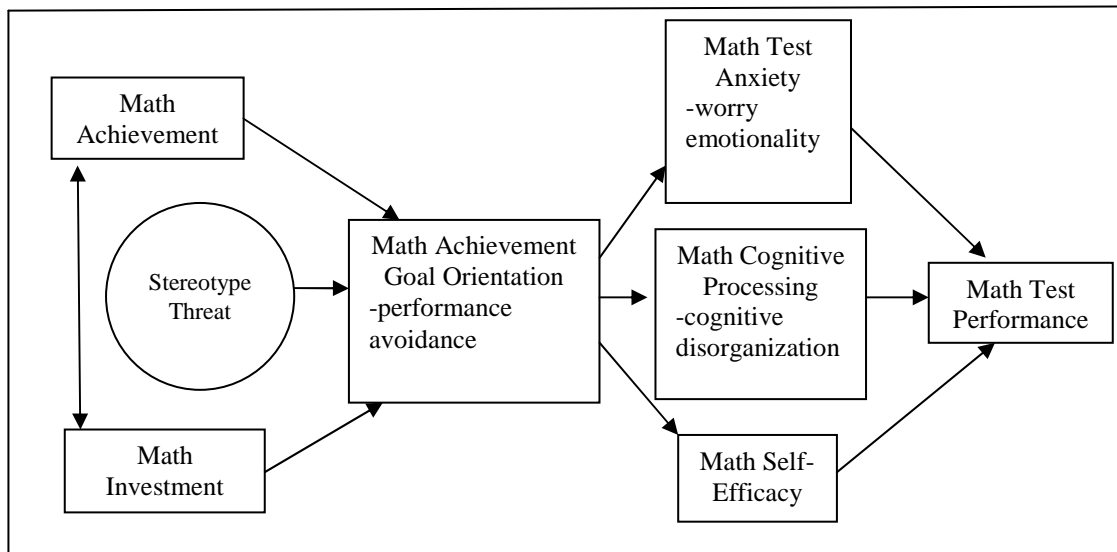 Math
Achievement
Stereotype
Threat
Math
Investment
Math Achievement
Goal Orientation
-performance
avoidance
Math Test
Anxiety
-worry
emotionality
Math Cognitive
Processing
-cognitive
disorganization
Math Self-
Efficacy
Math Test
Performance